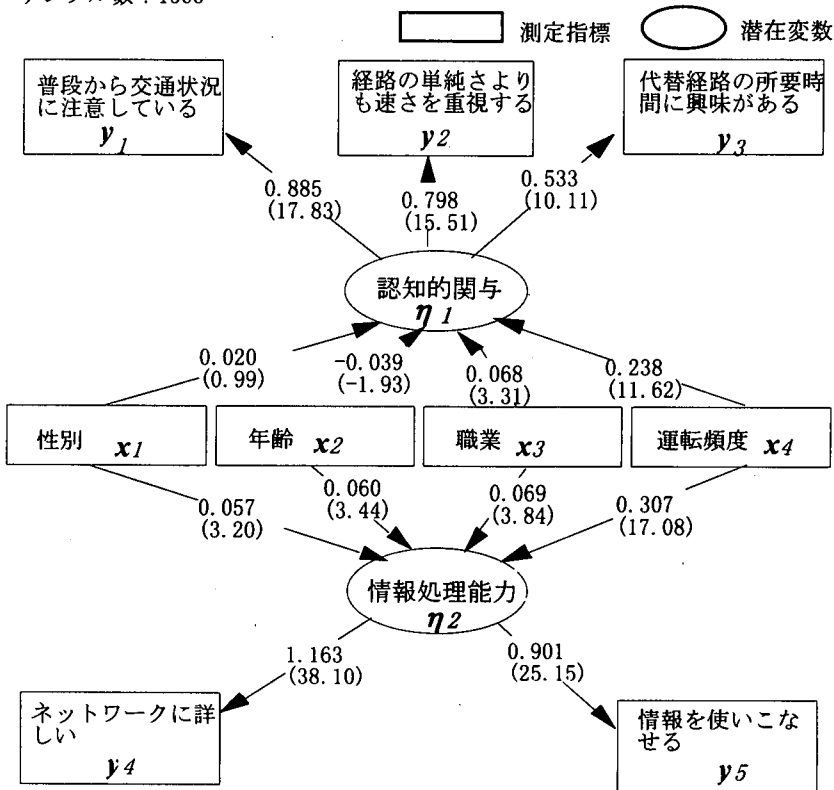 測定指標
潜在変数
普段から交通状況
に注意している
y1
経路の単純さより
も速さを重視する
y2
代替経路の所要時
間に興味がある
y3
0.885
(17.83)
0.798
(15.51)
0.533
(10.11)
認知的関与
η1
0.020
(0.99)
-0.039
(-1.93)
0.068
(3.31)
0.238
(11.62)
性別 x1
年齢 x2
職業 x3
運転頻度 x4
0.057
(3.20)
0.060
(3.44)
0.069
(3.84)
0.307
(17.08)
情報処理能力
η2
1.163
(38.10)
0.901
(25.15)
ネットワークに詳
しい
y4
情報を使いこな
せる
y5